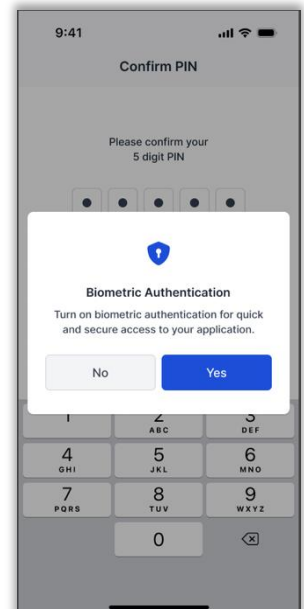 9:41
Confirm PIN
Please confirm your
5 digit PIN
Biometric Authentication
Turn on biometric authentication for quick
and secure access to your application.
No Yes
1 2 3
ABC DEF
4 5 6
GHI JKL MNO
7 8 9
PQRS TUV WXYZ
0